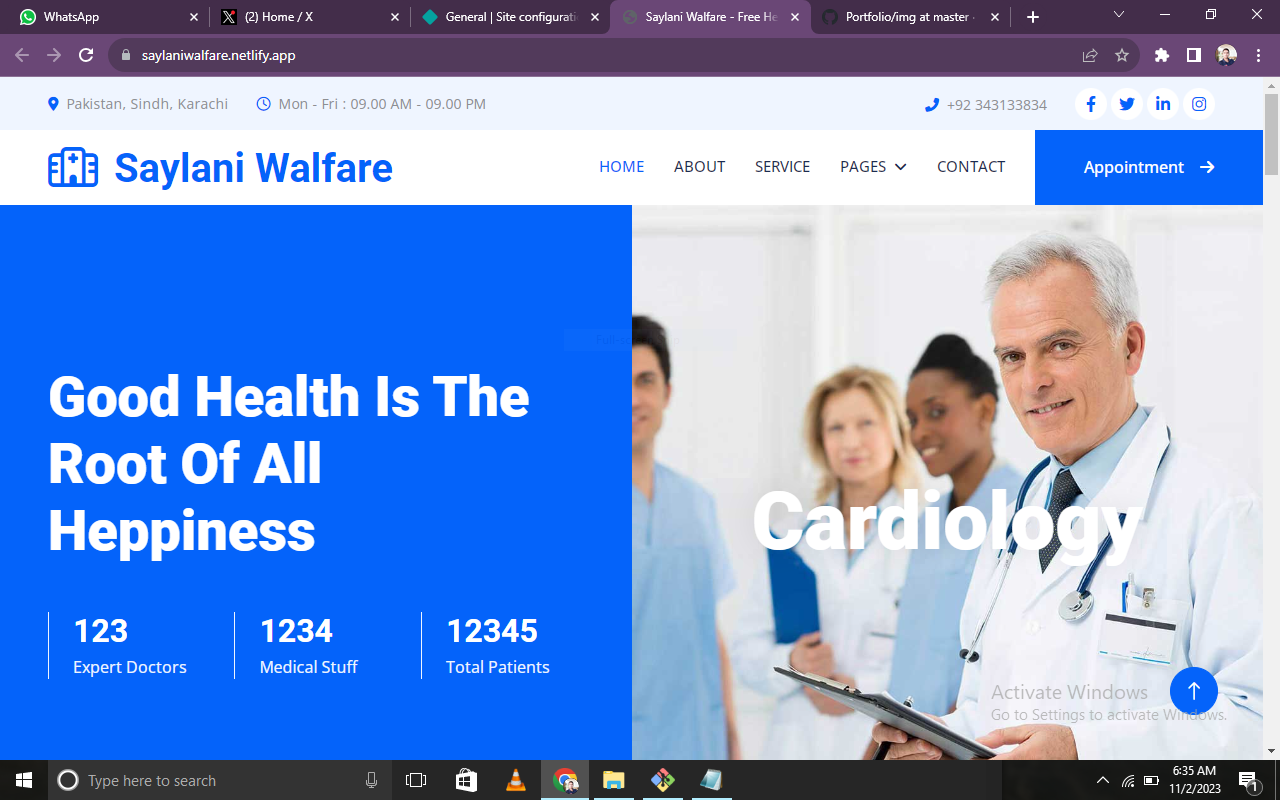 WhatsApp
(2) Home / X
General | Site configurati
Saylani Walfare - Free He
Portfolio/img at master
saylaniwalfare.netlify.app
Pakistan, Sindh, Karachi
Mon - Fri : 09.00 AM - 09.00 PM
+92 343133834
Saylani Walfare
HOME
ABOUT
SERVICE
PAGES
CONTACT
Appointment
Good Health Is The
Root Of All
Heppiness
123
Expert Doctors
1234
Medical Stuff
12345
Total Patients
Cardiology
Activate Windows
Go to Settings to activate Windows.
Type here to search
6:35 AM
11/2/2023
1